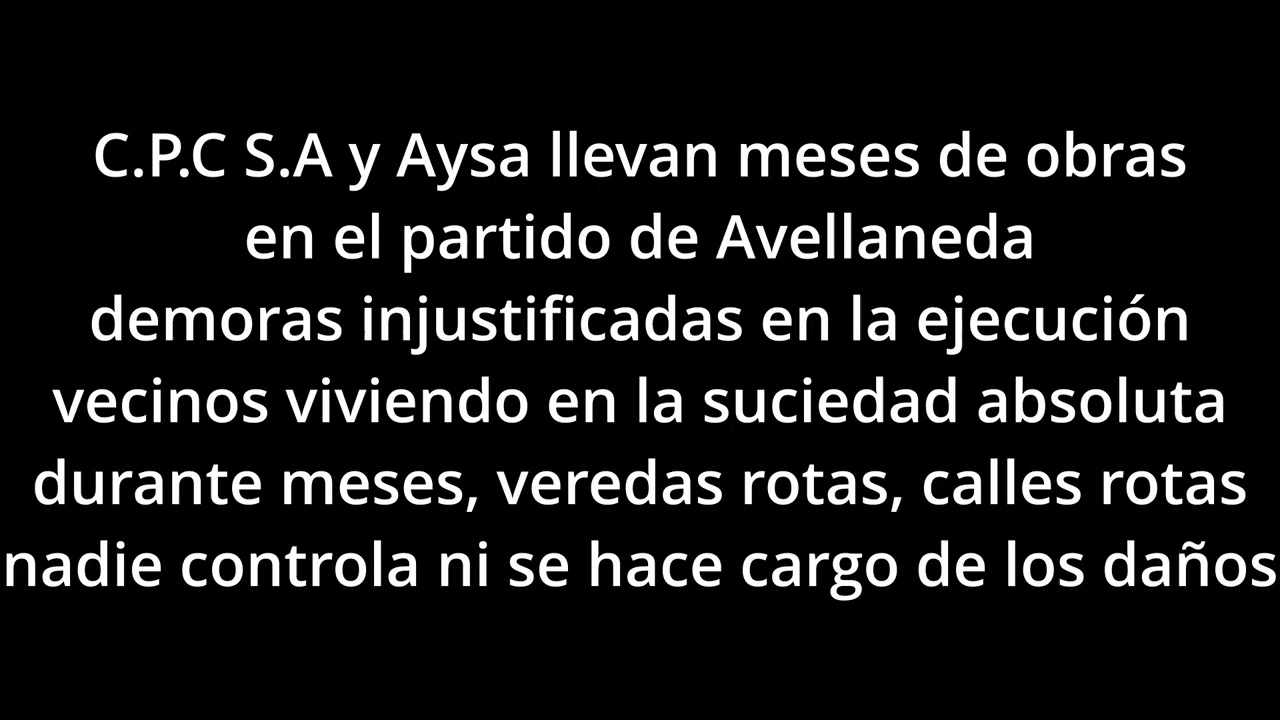 C.P.C S.A y Aysa llevan meses de obras
en el partido de Avellaneda
demoras injustificadas en la ejecución
vecinos viviendo en la suciedad absoluta
durante meses, veredas rotas, calles rotas
nadie controla ni se hace cargo de los daños